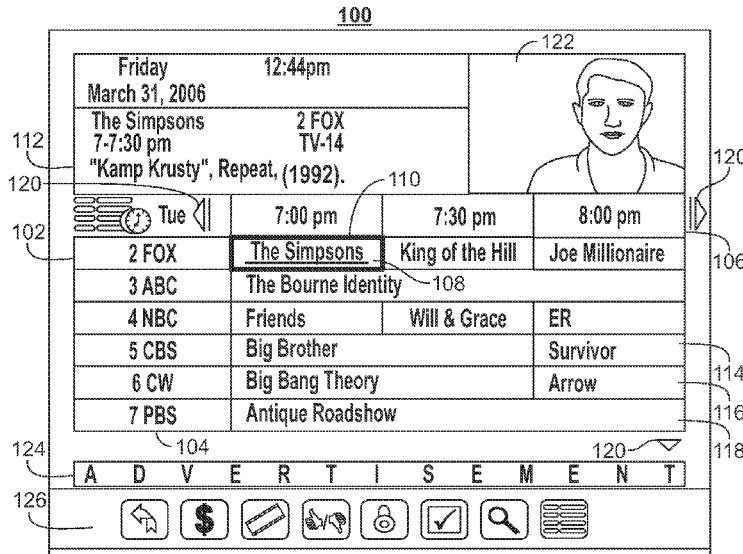 100
122
Friday 12:44pm
March 31, 2006
The Simpsons 2 FOX
7-7:30 pm TV-14
"Kamp Krusty", Repeat, (1992).
112
120
110
120
Tue 7:00 pm 7:30 pm 8:00 pm
102
106
2 FOX The Simpsons King of the Hill Joe Millionaire
108
3 ABC The Bourne Identity
4 NBC Friends Will & Grace ER
5 CBS Big Brother Survivor
114
6 CW Big Bang Theory Arrow
116
7 PBS Antique Roadshow
118
104
120
124
A D V E R T I S E M E N T
126
$